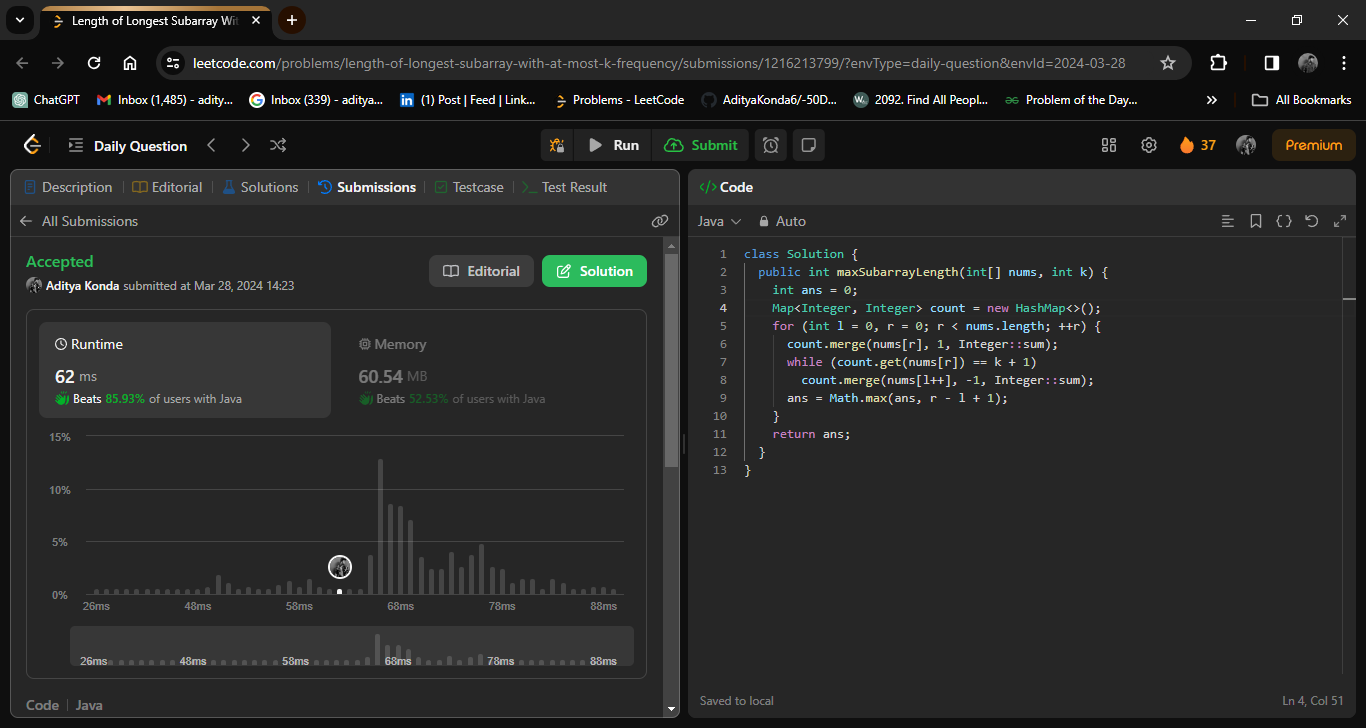 Length of Longest Subarray Wit
leetcode.com/problems/length-of-longest-subarray-with-at-most-k-frequency/submissions/1216213799/?envType=daily-question&envId=2024-03-28
ChatGPT Inbox (1,485) - adity... Inbox (339) - aditya... (1) Post | Feed | Link... Problems - LeetCode AdityaKonda6/-50D... 2092. Find All Peopl... Problem of the Day... » All Bookmarks
Daily Question Run Submit 37 Premium
Description Editorial Solutions Submissions Testcase Test Result
</> Code
All Submissions
Java Auto
Accepted
Aditya Konda submitted at Mar 28, 2024 14:23
Editorial Solution
Runtime
62 ms
Beats 85.93% of users with Java
Memory
60.54 MB
Beats 52.53% of users with Java
15%
10%
5%
0%
26ms 48ms 58ms 68ms 78ms 88ms
26ms 48ms 58ms 68ms 78ms 88ms
Code | Java
1 class Solution {
2 public int maxSubarrayLength(int[] nums, int k) {
3 int ans = 0;
4 Map<Integer, Integer> count = new HashMap<>();
5 for (int l = 0, r = 0; r < nums.length; ++r) {
6 count.merge(nums[r], 1, Integer::sum);
7 while (count.get(nums[r]) == k + 1)
8 count.merge(nums[l++], -1, Integer::sum);
9 ans = Math.max(ans, r - l + 1);
10 }
11 return ans;
12 }
13 }
Saved to local
Ln 4, Col 51